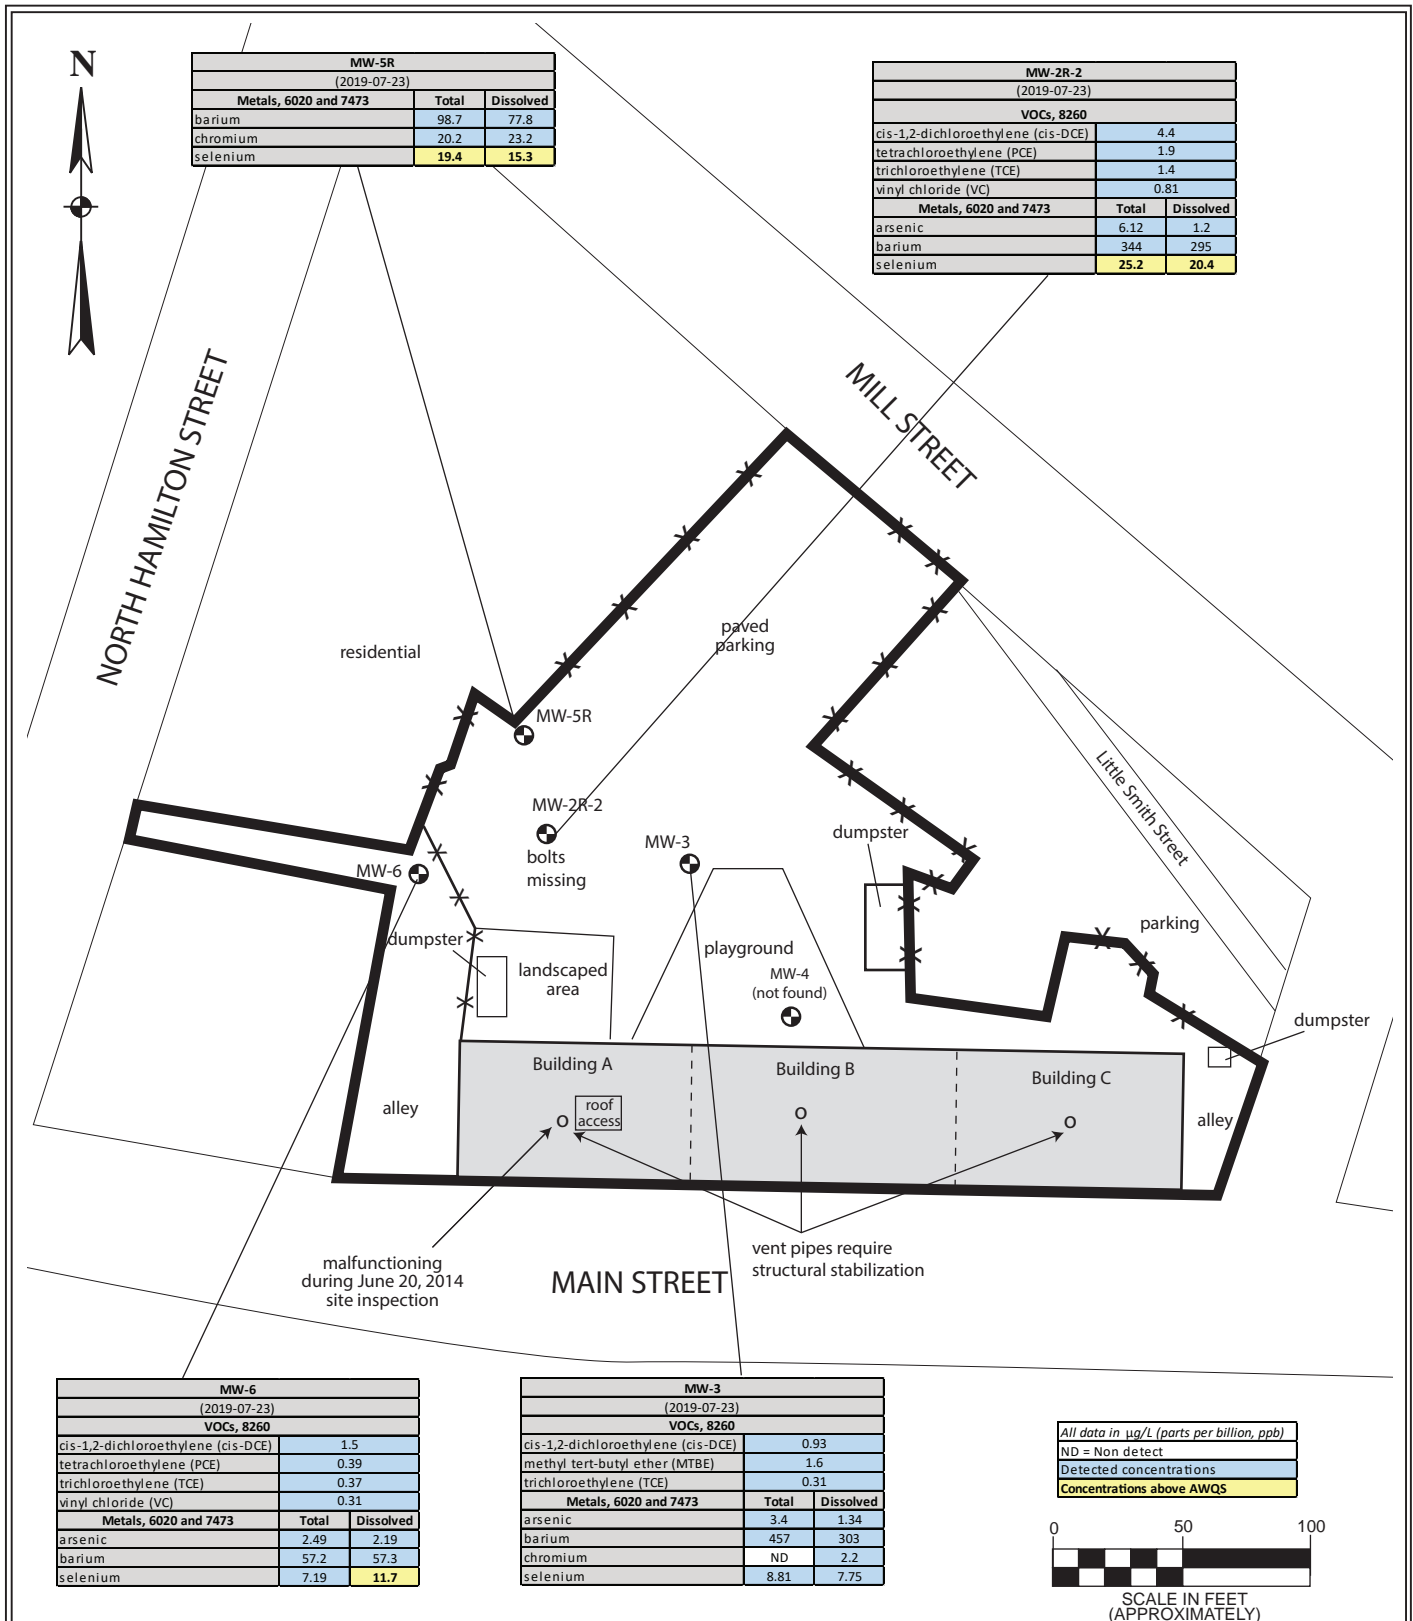 N
MW-5R
(2019-07-23)
Metals, 6020 and 7473 Total Dissolved
barium 98.7 77.8
chromium 20.2 23.2
selenium 19.4 15.3
MW-2R-2
(2019-07-23)
VOCs, 8260
cis-1,2-dichloroethylene (cis-DCE) 4.4
tetrachloroethylene (PCE) 1.9
trichloroethylene (TCE) 1.4
vinyl chloride (VC) 0.81
Metals, 6020 and 7473 Total Dissolved
arsenic 6.12 1.2
barium 344 295
selenium 25.2 20.4
NORTH HAMILTON STREET
MILL STREET
residential
paved
parking
MW-5R
MW-2R-2
bolts
missing
MW-3
MW-6
dumpster
Little Smith Street
parking
dumpster
landscaped
area
playground
MW-4
(not found)
dumpster
Building A
Building B
Building C
roof
access
alley
alley
malfunctioning
during June 20, 2014
site inspection
vent pipes require
structural stabilization
MAIN STREET
MW-6
(2019-07-23)
VOCs, 8260
cis-1,2-dichloroethylene (cis-DCE) 1.5
tetrachloroethylene (PCE) 0.39
trichloroethylene (TCE) 0.37
vinyl chloride (VC) 0.31
Metals, 6020 and 7473 Total Dissolved
arsenic 2.49 2.19
barium 57.2 57.3
selenium 7.19 11.7
MW-3
(2019-07-23)
VOCs, 8260
cis-1,2-dichloroethylene (cis-DCE) 0.93
methyl tert-butyl ether (MTBE) 1.6
trichloroethylene (TCE) 0.31
Metals, 6020 and 7473 Total Dissolved
arsenic 3.4 1.34
barium 457 303
chromium ND 2.2
selenium 8.81 7.75
All data in µg/L (parts per billion, ppb)
ND = Non detect
Detected concentrations
Concentrations above AWQS
0 50 100
SCALE IN FEET
(APPROXIMATELY)